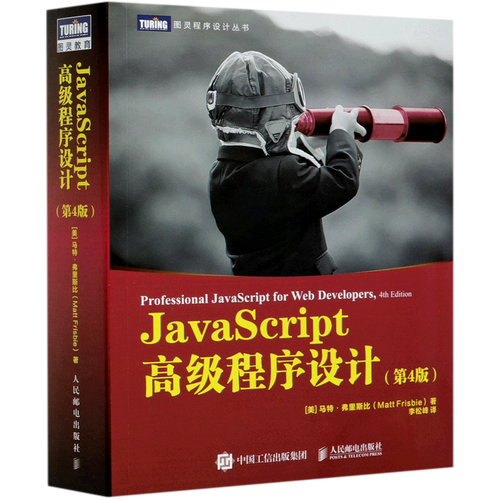 TURING
图灵教育
JavaScript
高级程序设计
（第4版）
[美] 马特·弗里斯比（Matt Frisbie） 著
人民邮电出版社
TURING 图灵程序设计丛书
Professional JavaScript for Web Developers, 4th Edition
JavaScript
高级程序设计（第4版）
[美] 马特·弗里斯比（Matt Frisbie） 著
李松峰 译
中国工信出版集团 人民邮电出版社
POSTS & TELECOM PRESS